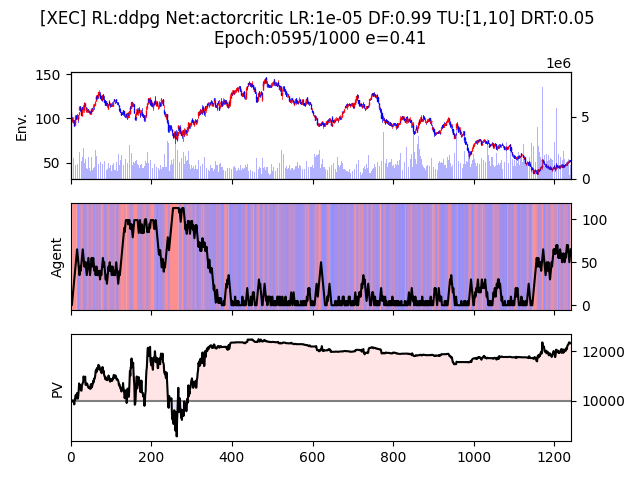 [XEC] RL:ddpg Net:actorcritic LR:1e-05 DF:0.99 TU:[1,10] DRT:0.05
Epoch:0595/1000 e=0.41
1e6
150
100
50
Env.
5
0
Agent
100
50
0
PV
12000
10000
0 200 400 600 800 1000 1200